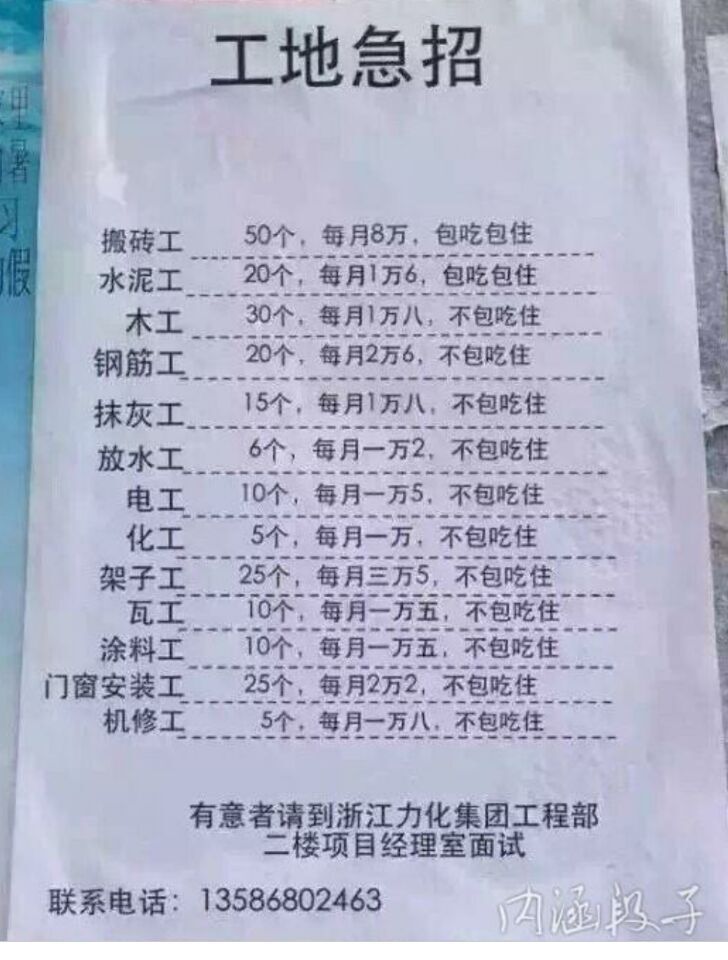 工地急招
搬砖工 50个，每月8万，包吃包住
水泥工 20个，每月1万6，包吃包住
木工 30个，每月1万八，不包吃住
钢筋工 20个，每月2万6，不包吃住
抹灰工 15个，每月1万八，不包吃住
放水工 6个，每月一万2，不包吃住
电工 10个，每月一万5，不包吃住
化工 5个，每月一万，不包吃住
架子工 25个，每月三万5，不包吃住
瓦工 10个，每月一万五，不包吃住
涂料工 10个，每月一万五，不包吃住
门窗安装工 25个，每月2万2，不包吃住
机修工 5个，每月一万八，不包吃住
有意者请到浙江力化集团工程部
二楼项目经理室面试
联系电话：13586802463
内涵段子